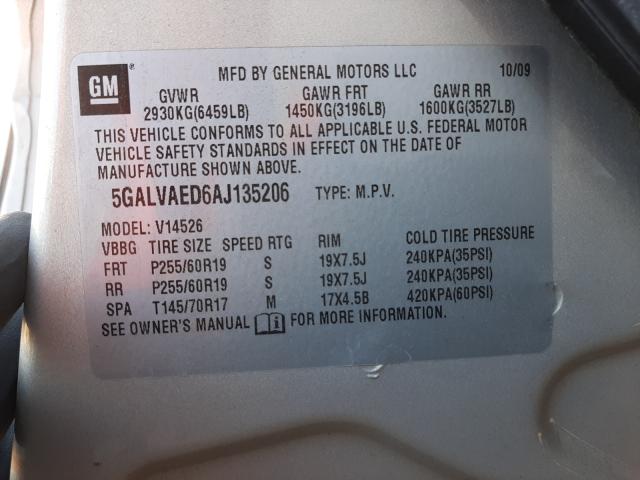 GM ® MFD BY GENERAL MOTORS LLC 10/09
GVWR GAWR FRT GAWR RR
2930KG(6459LB) 1450KG(3196LB) 1600KG(3527LB)
THIS VEHICLE CONFORMS TO ALL APPLICABLE U.S. FEDERAL MOTOR
VEHICLE SAFETY STANDARDS IN EFFECT ON THE DATE OF
MANUFACTURE SHOWN ABOVE.
5GALVAED6AJ135206 TYPE: M.P.V.
MODEL: V14526
VBBG TIRE SIZE SPEED RTG RIM COLD TIRE PRESSURE
FRT P255/60R19 S 19X7.5J 240KPA(35PSI)
RR P255/60R19 S 19X7.5J 240KPA(35PSI)
SPA T145/70R17 M 17X4.5B 420KPA(60PSI)
SEE OWNER'S MANUAL FOR MORE INFORMATION.